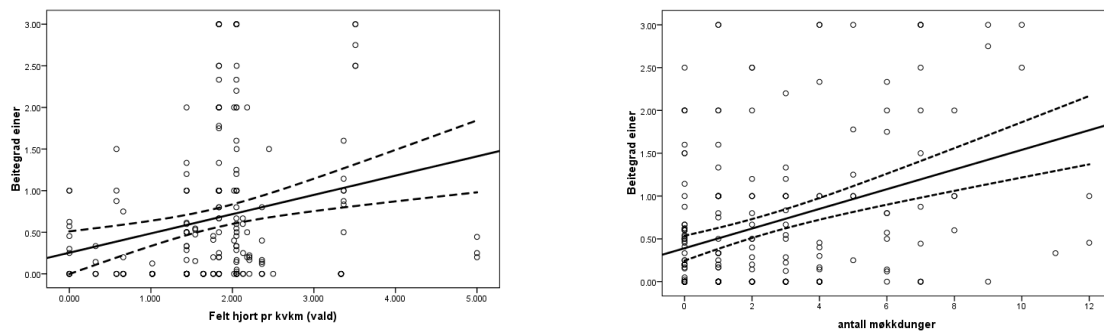 3.00
2.50
2.00
1.50
1.00
0.50
0.00
Beitegrad einer
0.000 1.000 2.000 3.000 4.000 5.000
Felt hjort pr kvkm (vald)
3.00
2.50
2.00
1.50
1.00
0.50
0.00
Beitegrad einer
0 2 4 6 8 10 12
antall møkkdunger